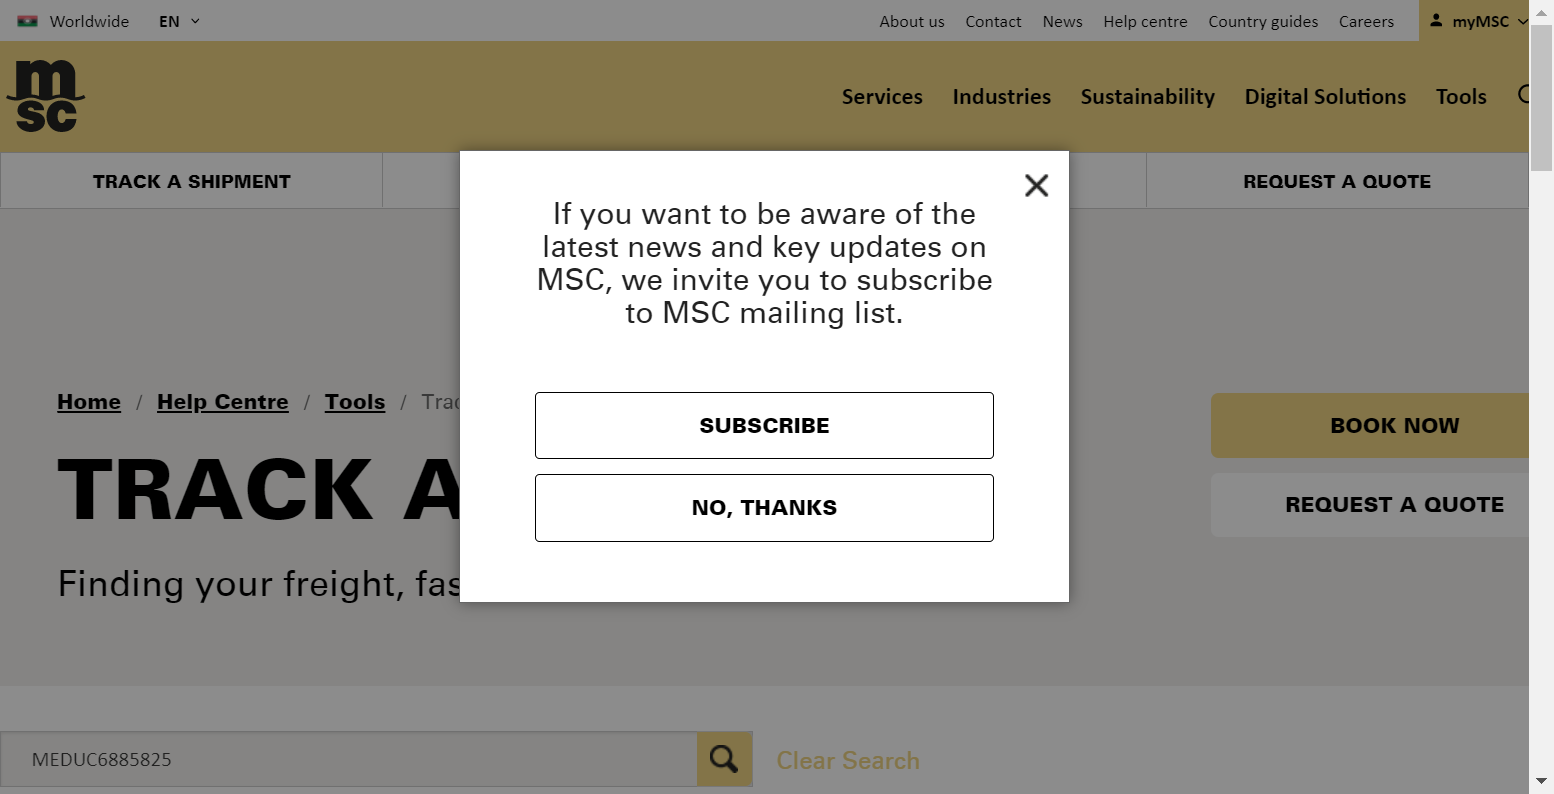 Worldwide EN About us Contact News Help centre Country guides Careers myMSC
msc Services Industries Sustainability Digital Solutions Tools
TRACK A SHIPMENT REQUEST A QUOTE
If you want to be aware of the
latest news and key updates on
MSC, we invite you to subscribe
to MSC mailing list.
SUBSCRIBE
NO, THANKS
Home / Help Centre / Tools /
BOOK NOW
TRACK A
REQUEST A QUOTE
Finding your freight,
MEDUC6885825 Clear Search